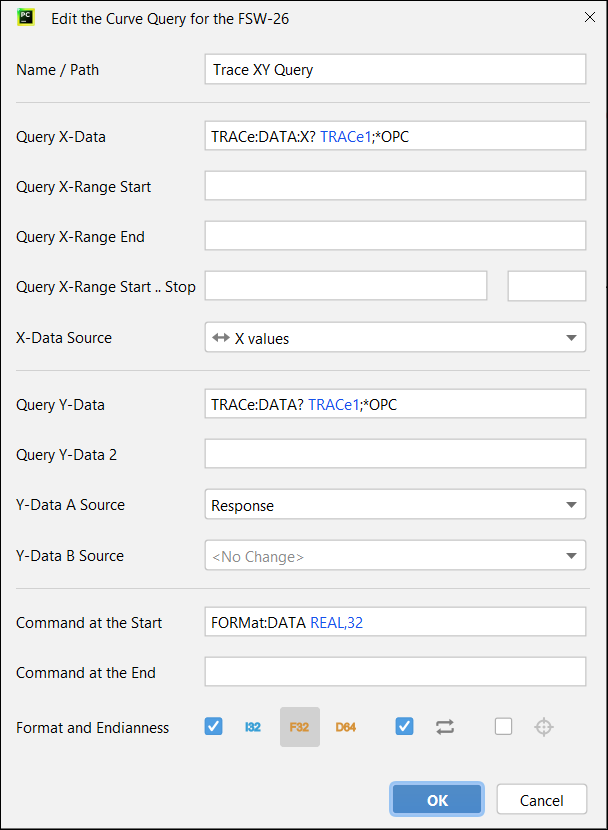 PC
Edit the Curve Query for the FSW-26
Name / Path
Trace XY Query
Query X-Data
TRACe:DATA:X? TRACe1;*OPC
Query X-Range Start
Query X-Range End
Query X-Range Start .. Stop
X-Data Source
X values
Query Y-Data
TRACe:DATA? TRACe1;*OPC
Query Y-Data 2
Y-Data A Source
Response
Y-Data B Source
<No Change>
Command at the Start
FORMat:DATA REAL,32
Command at the End
Format and Endianness
I32 F32 D64
OK Cancel